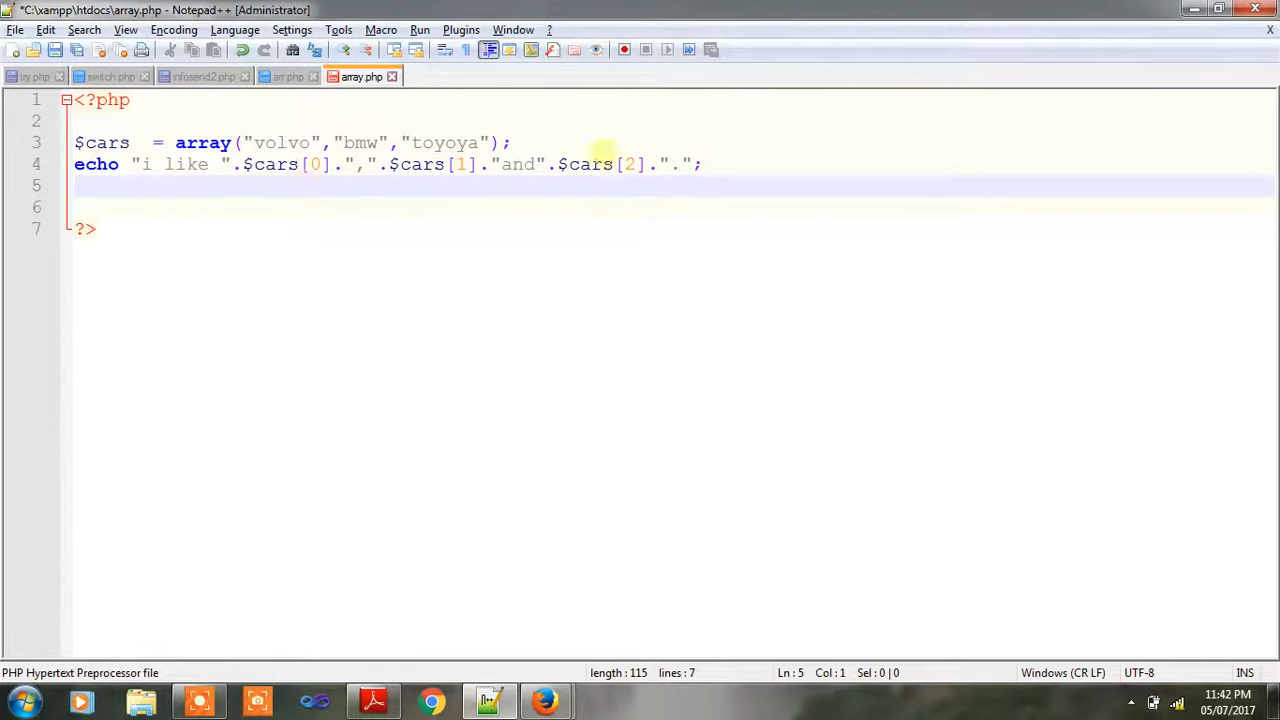 *C:\xampp\htdocs\array.php - Notepad++ [Administrator]
File Edit Search View Encoding Language Settings Tools Macro Run Plugins Window ? X
try.php switch.php infosend2.php arr.php array.php
1 <?php
2
3 $cars  = array("volvo","bmw","toyoya");
4 echo "i like ".$cars[0].",".$cars[1]."and".$cars[2].".";
5
6
7 ?>
PHP Hypertext Preprocessor file length : 115 lines : 7 Ln : 5 Col : 1 Sel : 0 | 0 Windows (CR LF) UTF-8 INS
11:42 PM
05/07/2017